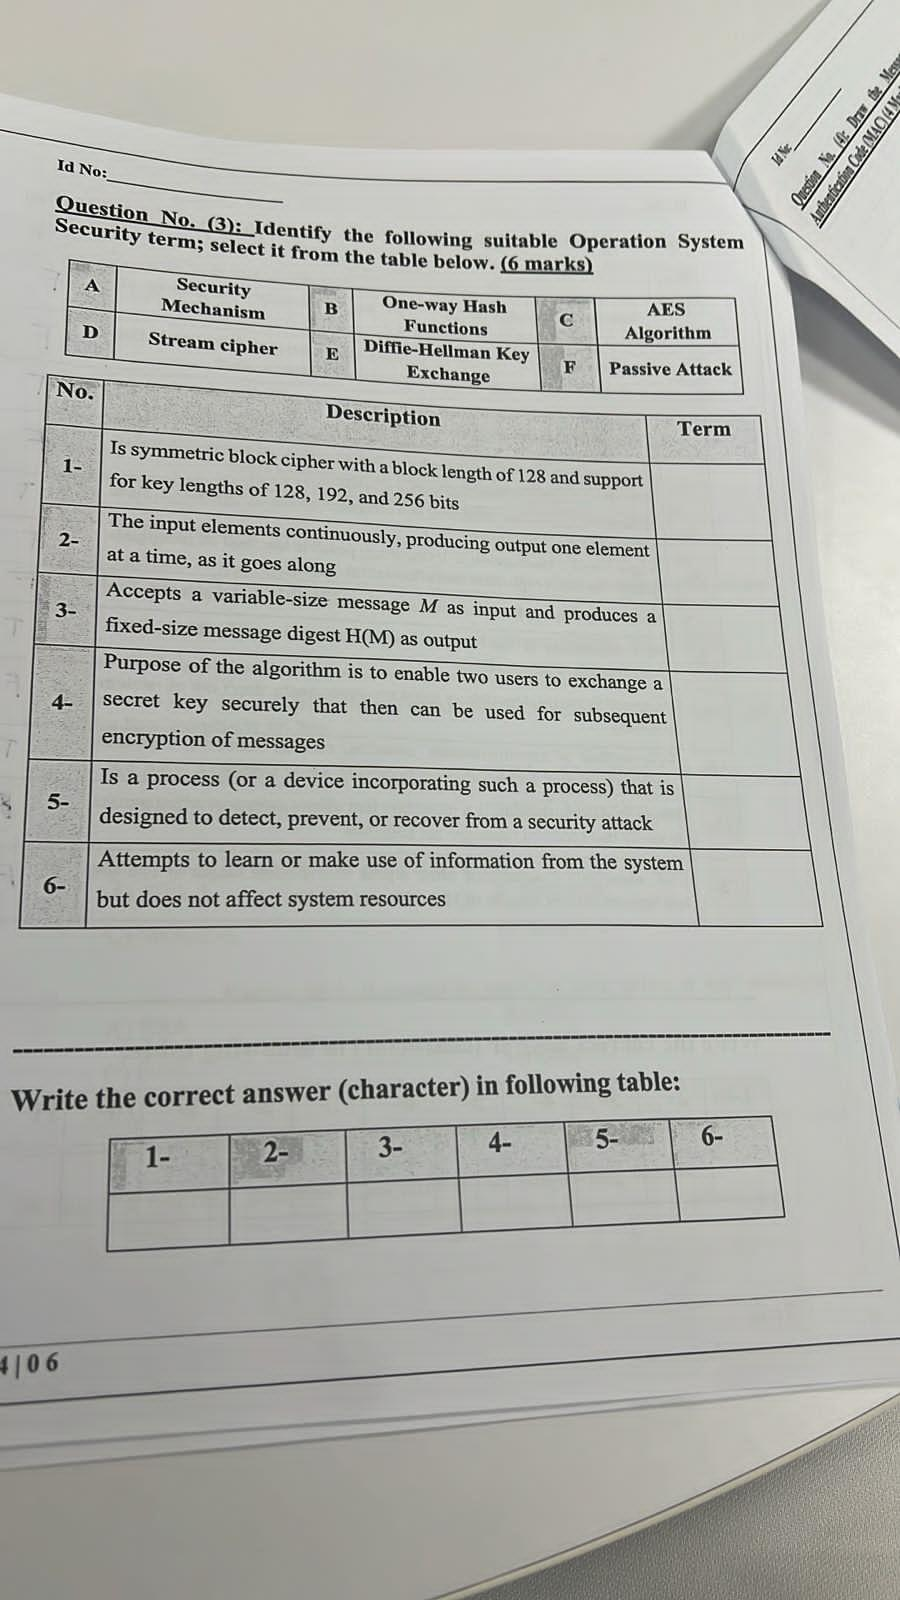 Id No:
Question No. (3): Identify the following suitable Operation System
Security term; select it from the table below. (6 marks)
A
Security
Mechanism
B
One-way Hash
Functions
C
AES
Algorithm
D
Stream cipher
E
Diffie-Hellman Key
Exchange
F
Passive Attack
No.
Description
Term
1-
Is symmetric block cipher with a block length of 128 and support
for key lengths of 128, 192, and 256 bits
2-
The input elements continuously, producing output one element
at a time, as it goes along
3-
Accepts a variable-size message M as input and produces a
fixed-size message digest H(M) as output
4-
Purpose of the algorithm is to enable two users to exchange a
secret key securely that then can be used for subsequent
encryption of messages
5-
Is a process (or a device incorporating such a process) that is
designed to detect, prevent, or recover from a security attack
6-
Attempts to learn or make use of information from the system
but does not affect system resources
Write the correct answer (character) in following table:
1-
2-
3-
4-
5-
6-
4|06
Id No:
Question No. (4): Draw the
Authentication Code (MAC) (4